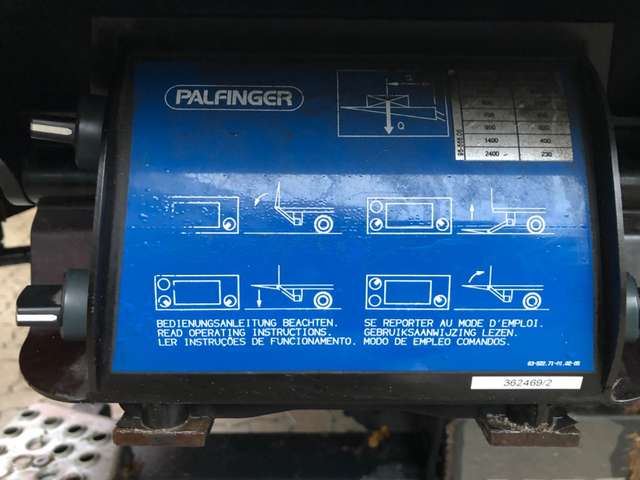 PALFINGER
Q
1400 400
2400 230
BEDIENUNGSANLEITUNG BEACHTEN.
READ OPERATING INSTRUCTIONS.
LER INSTRUÇÕES DE FUNCIONAMENTO.
SE REPORTER AU MODE D'EMPLOI.
GEBRUIKSAANWIJZING LEZEN.
MODO DE EMPLEO COMANDOS.
362469/2